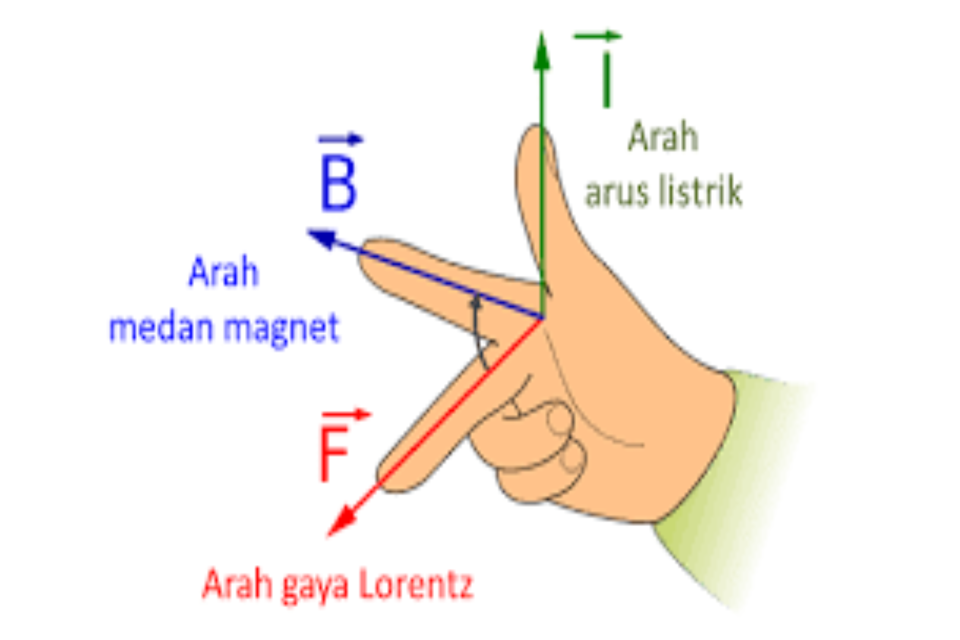 I
Arah
arus listrik
B
Arah
medan magnet
F
Arah gaya Lorentz